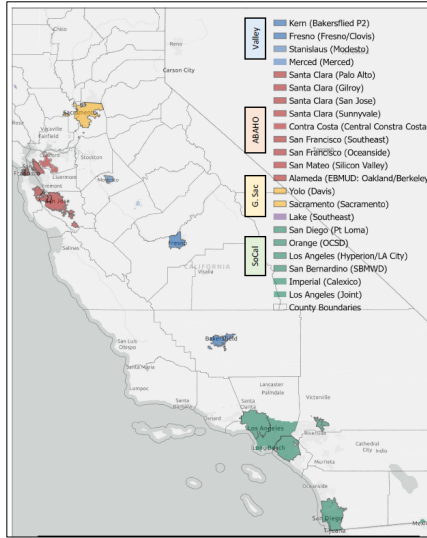 Valley
ABAHO
G. Sac
SoCal
Kern (Bakersflied P2)
Fresno (Fresno/Clovis)
Stanislaus (Modesto)
Merced (Merced)
Santa Clara (Palo Alto)
Santa Clara (Gilroy)
Santa Clara (San Jose)
Santa Clara (Sunnyvale)
Contra Costa (Central Constra Costa
San Francisco (Southeast)
San Francisco (Oceanside)
San Mateo (Silicon Valley)
Alameda (EBMUD: Oakland/Berkeley
Yolo (Davis)
Sacramento (Sacramento)
Lake (Southeast)
San Diego (Pt Loma)
Orange (OCSD)
Los Angeles (Hyperion/LA City)
San Bernardino (SBMWD)
Imperial (Calexico)
Los Angeles (Joint)
County Boundaries
Chico
Reno
Carson City
Sacramento
Vacaville
Fairfield
Stockton
Livermore
Fremont
Modesto
San Jose
Salinas
Fresno
CALIFORNIA
Visalia
San Luis
Obispo
Bakersfield
Santa Maria
Lompoc
Santa
Barbara
Oxnard
Santa
Clarita
Lancaster
Palmdale
Victorville
Los Angeles
Long Beach
Riverside
Cathedral
City
Indio
Murrieta
Oceanside
San Diego
Tijuana